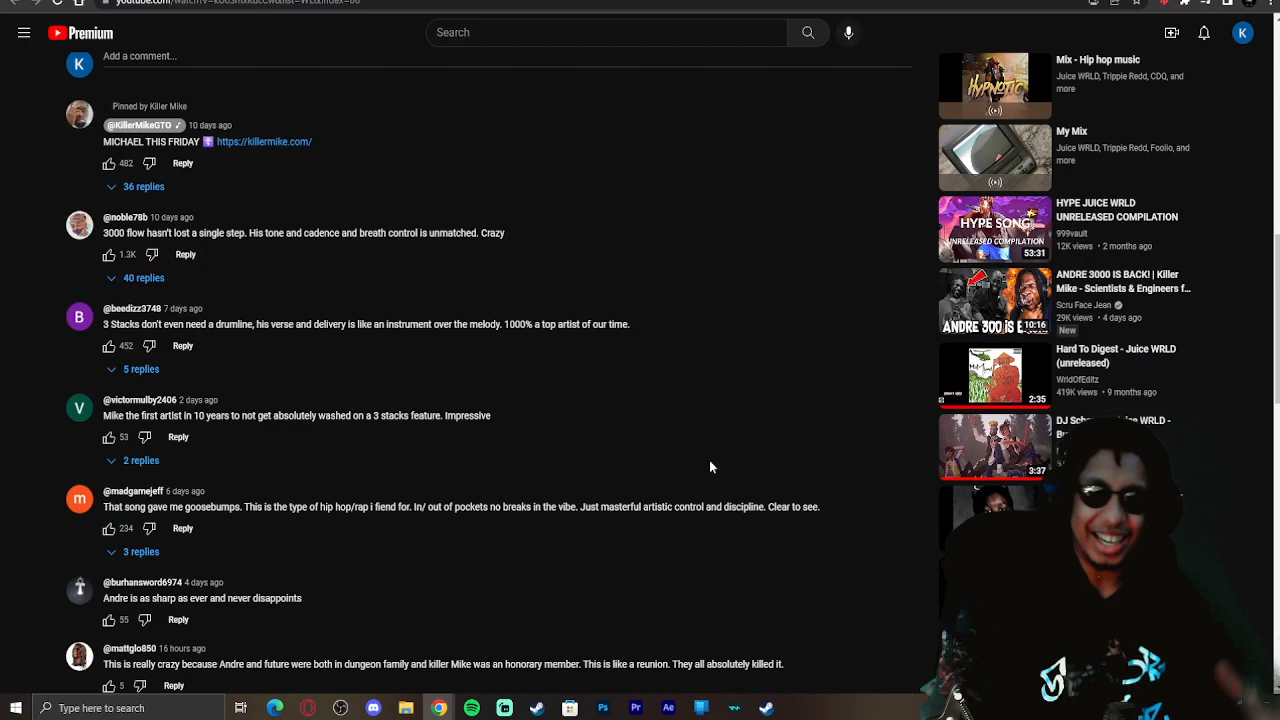 Premium
Search
K
K
Add a comment...
Pinned by Killer Mike
@KillerMikeGTO 10 days ago
MICHAEL THIS FRIDAY https://killermike.com/
482 Reply
36 replies
@noble78b 10 days ago
3000 flow hasn't lost a single step. His tone and cadence and breath control is unmatched. Crazy
1.3K Reply
40 replies
B
@beedizz3748 7 days ago
3 Stacks don't even need a drumline, his verse and delivery is like an instrument over the melody. 1000% a top artist of our time.
452 Reply
5 replies
V
@victormulby2406 2 days ago
Mike the first artist in 10 years to not get absolutely washed on a 3 stacks feature. Impressive
53 Reply
2 replies
m
@madgamejeff 6 days ago
That song gave me goosebumps. This is the type of hip hop/rap i fiend for. In/ out of pockets no breaks in the vibe. Just masterful artistic control and discipline. Clear to see.
234 Reply
3 replies
@burhansword6974 4 days ago
Andre is as sharp as ever and never disappoints
55 Reply
@mattglo850 16 hours ago
This is really crazy because Andre and future were both in dungeon family and killer Mike was an honorary member. This is like a reunion. They all absolutely killed it.
5 Reply
HYPNOTIC
Mix - Hip hop music
Juice WRLD, Trippie Redd, CDQ, and
more
My Mix
Juice WRLD, Trippie Redd, Foolio, and
more
HYPE SONG
UNRELEASED COMPILATION
53:31
HYPE JUICE WRLD
UNRELEASED COMPILATION
999vault
12K views • 2 months ago
ANDRE 300 IS
10:16
ANDRE 3000 IS BACK! | Killer
Mike - Scientists & Engineers f...
Scru Face Jean
29K views • 4 days ago
New
2:35
Hard To Digest - Juice WRLD
(unreleased)
WrldOfEditz
419K views • 9 months ago
3:37
Type here to search
Ps
Pr
Ae